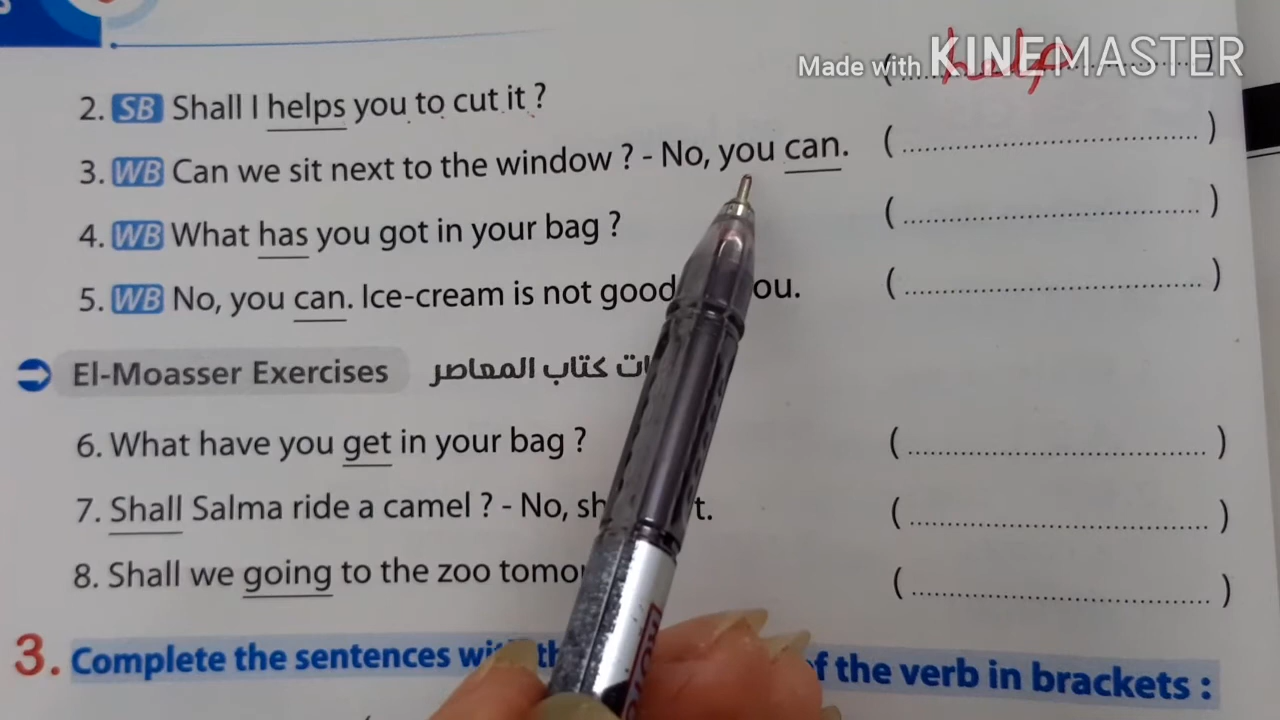 Made with KINEMASTER
(help)
2. SB Shall I helps you to cut it ?
3. WB Can we sit next to the window ? - No, you can. (........................)
4. WB What has you got in your bag ? (........................)
5. WB No, you can. Ice-cream is not good you. (........................)
El-Moasser Exercises كتاب المعاصر
6. What have you get in your bag ? (........................)
7. Shall Salma ride a camel ? - No, (........................)
8. Shall we going to the zoo (........................)
3. Complete the sentences of the verb in brackets :